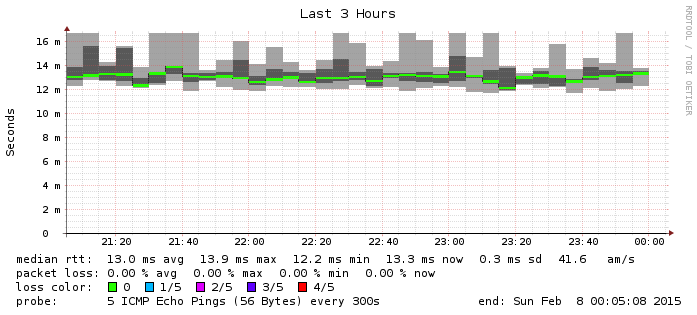 Last 3 Hours
RRDTOOL / TOBI OETIKER
Seconds
16 m
14 m
12 m
10 m
8 m
6 m
4 m
2 m
0
21:20 21:40 22:00 22:20 22:40 23:00 23:20 23:40 00:00
median rtt: 13.0 ms avg 13.9 ms max 12.2 ms min 13.3 ms now 0.3 ms sd 41.6 am/s
packet loss: 0.00 % avg 0.00 % max 0.00 % min 0.00 % now
loss color: 0 1/5 2/5 3/5 4/5
probe: 5 ICMP Echo Pings (56 Bytes) every 300s end: Sun Feb 8 00:05:08 2015